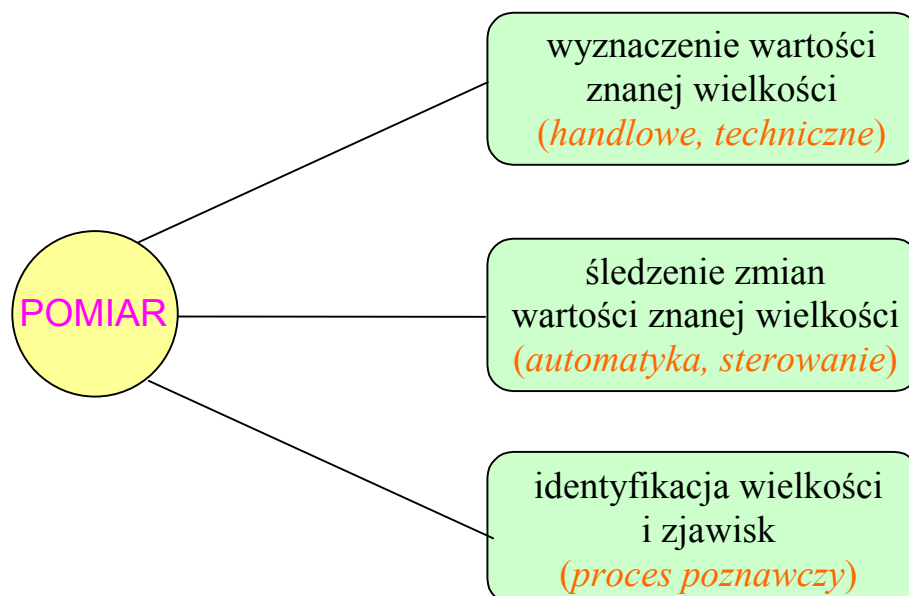 wyznaczenie wartości
znanej wielkości
(handlowe, techniczne)
POMIAR
śledzenie zmian
wartości znanej wielkości
(automatyka, sterowanie)
identyfikacja wielkości
i zjawisk
(proces poznawczy)